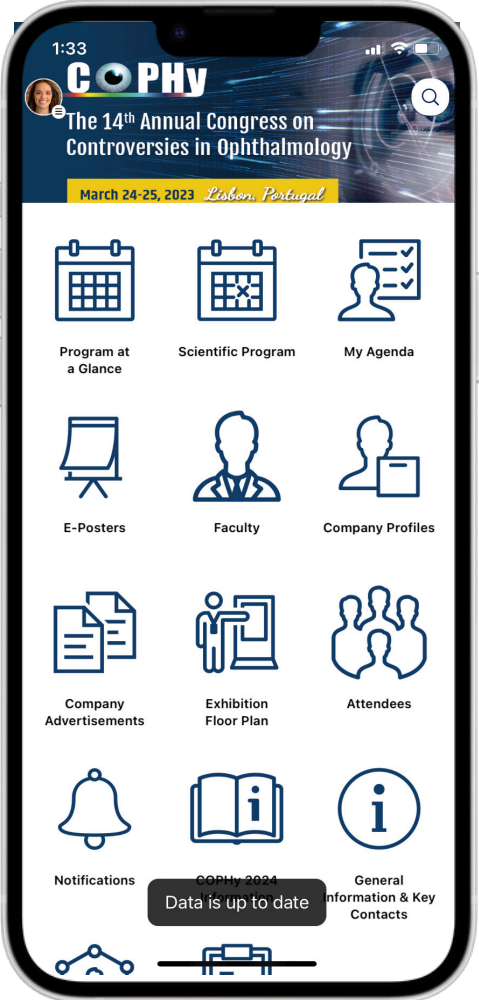 1:33
COPHy
The 14th Annual Congress on
Controversies in Ophthalmology
March 24-25, 2023 Lisbon, Portugal
Program at
a Glance
Scientific Program
My Agenda
E-Posters
Faculty
Company Profiles
Company
Advertisements
Exhibition
Floor Plan
Attendees
Notifications
COPHy 2024
Information
General
Information & Key
Contacts
Data is up to date